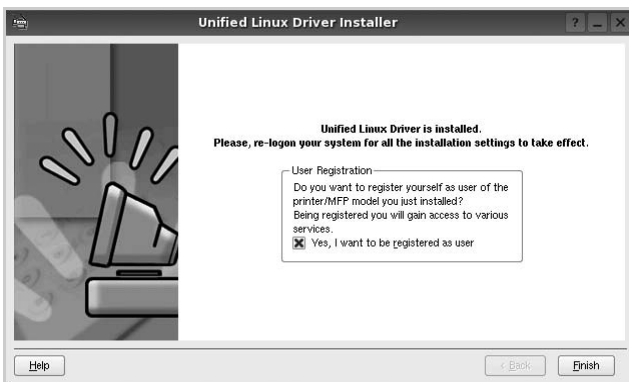 Unified Linux Driver Installer
Unified Linux Driver is installed.
Please, re-logon your system for all the installation settings to take effect.
User Registration
Do you want to register yourself as user of the
printer/MFP model you just installed?
Being registered you will gain access to various
services.
Yes, I want to be registered as user
Help
< Back
Finish